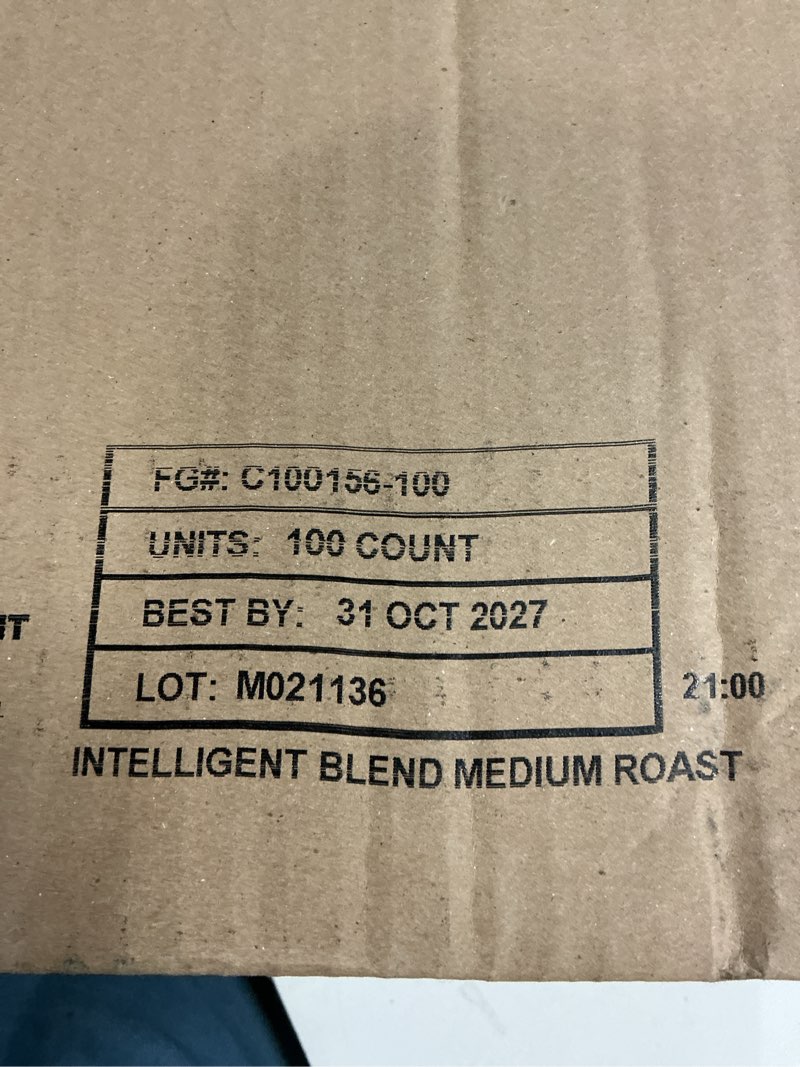 FG#: C100156-100
UNITS: 100 COUNT
BEST BY: 31 OCT 2027
LOT: M021136
21:00
INTELLIGENT BLEND MEDIUM ROAST